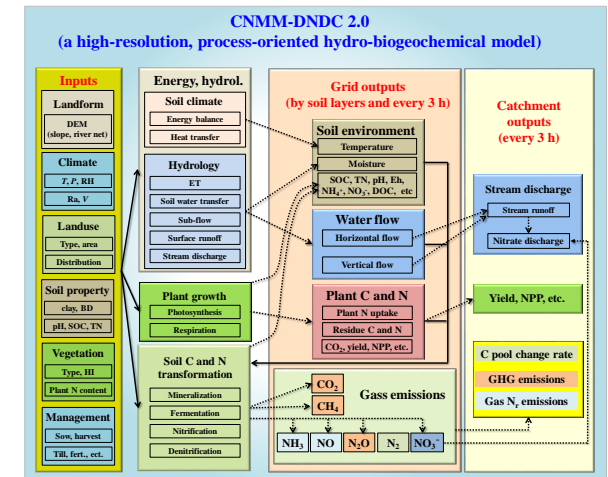 CNMM-DNDC 2.0
(a high-resolution, process-oriented hydro-biogeochemical model)
Inputs
Landform
DEM
(slope, river net)
Climate
T, P, RH
Ra, V
Landuse
Type, area
Distribution
Soil property
clay, BD
pH, SOC, TN
Vegetation
Type, HI
Plant N content
Management
Sow, harvest
Till, fert., ect.
Energy, hydrol.
Soil climate
Energy balance
Heat transfer
Hydrology
ET
Soil water transfer
Sub-flow
Surface runoff
Stream discharge
Plant growth
Photosynthesis
Respiration
Soil C and N
transformation
Mineralization
Fermentation
Nitrification
Denitrification
Grid outputs
(by soil layers and every 3 h)
Soil environment
Temperature
Moisture
SOC, TN, pH, Eh,
NH₄⁺, NO₃⁻, DOC, etc
Water flow
Horizontal flow
Vertical flow
Plant C and N
Plant N uptake
Residue C and N
CO₂, yield, NPP, etc.
CO₂
CH₄
Gass emissions
NH₃
NO
N₂O
N₂
NO₃⁻
Catchment
outputs
(every 3 h)
Stream discharge
Stream runoff
Nitrate discharge
Yield, NPP, etc.
C pool change rate
GHG emissions
Gas Nᵣ emissions